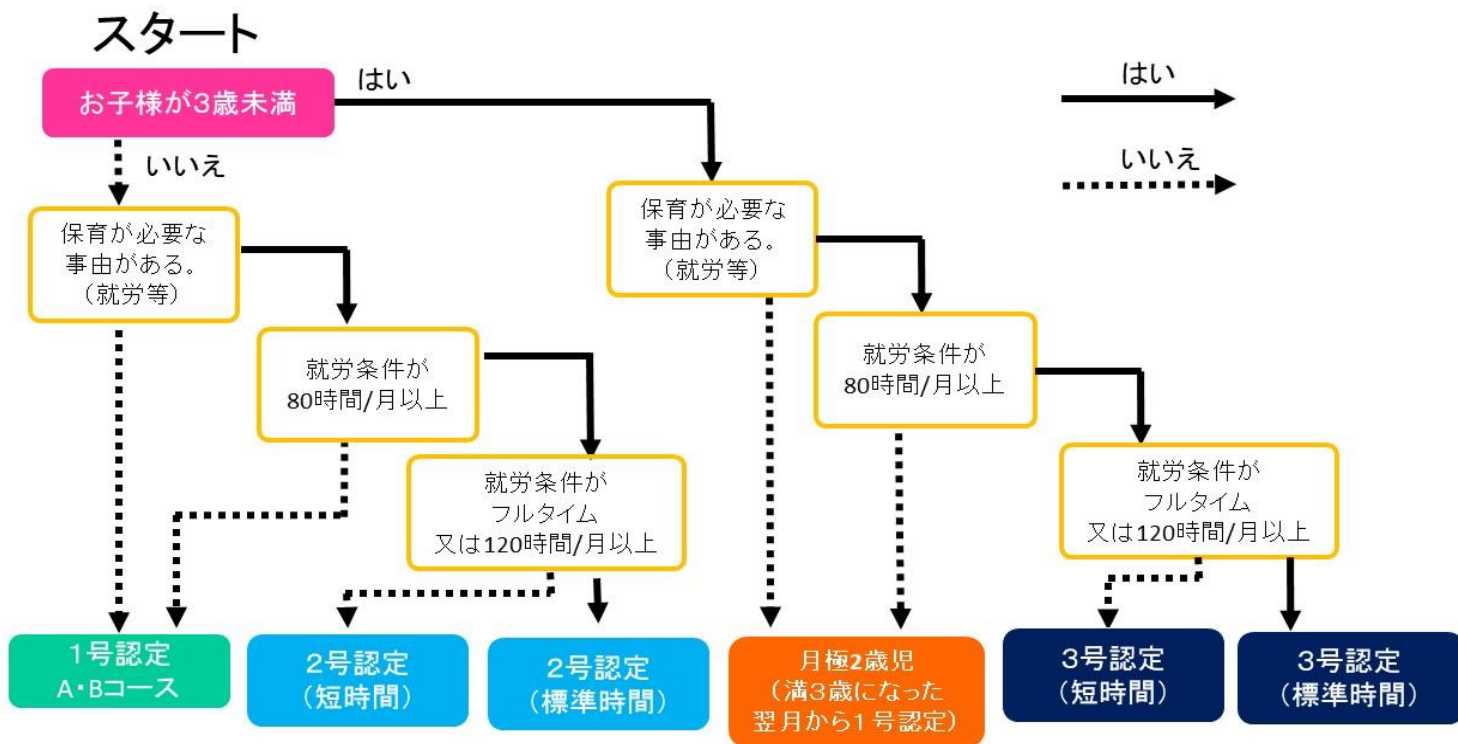 スタート
お子様が3歳未満
はい
いいえ
はい
いいえ
保育が必要な
事由がある。
(就労等)
保育が必要な
事由がある。
(就労等)
就労条件が
80時間/月以上
就労条件が
80時間/月以上
就労条件が
フルタイム
又は120時間/月以上
就労条件が
フルタイム
又は120時間/月以上
1号認定
A・Bコース
2号認定
(短時間)
2号認定
(標準時間)
月極2歳児
(満3歳になった
翌月から1号認定)
3号認定
(短時間)
3号認定
(標準時間)